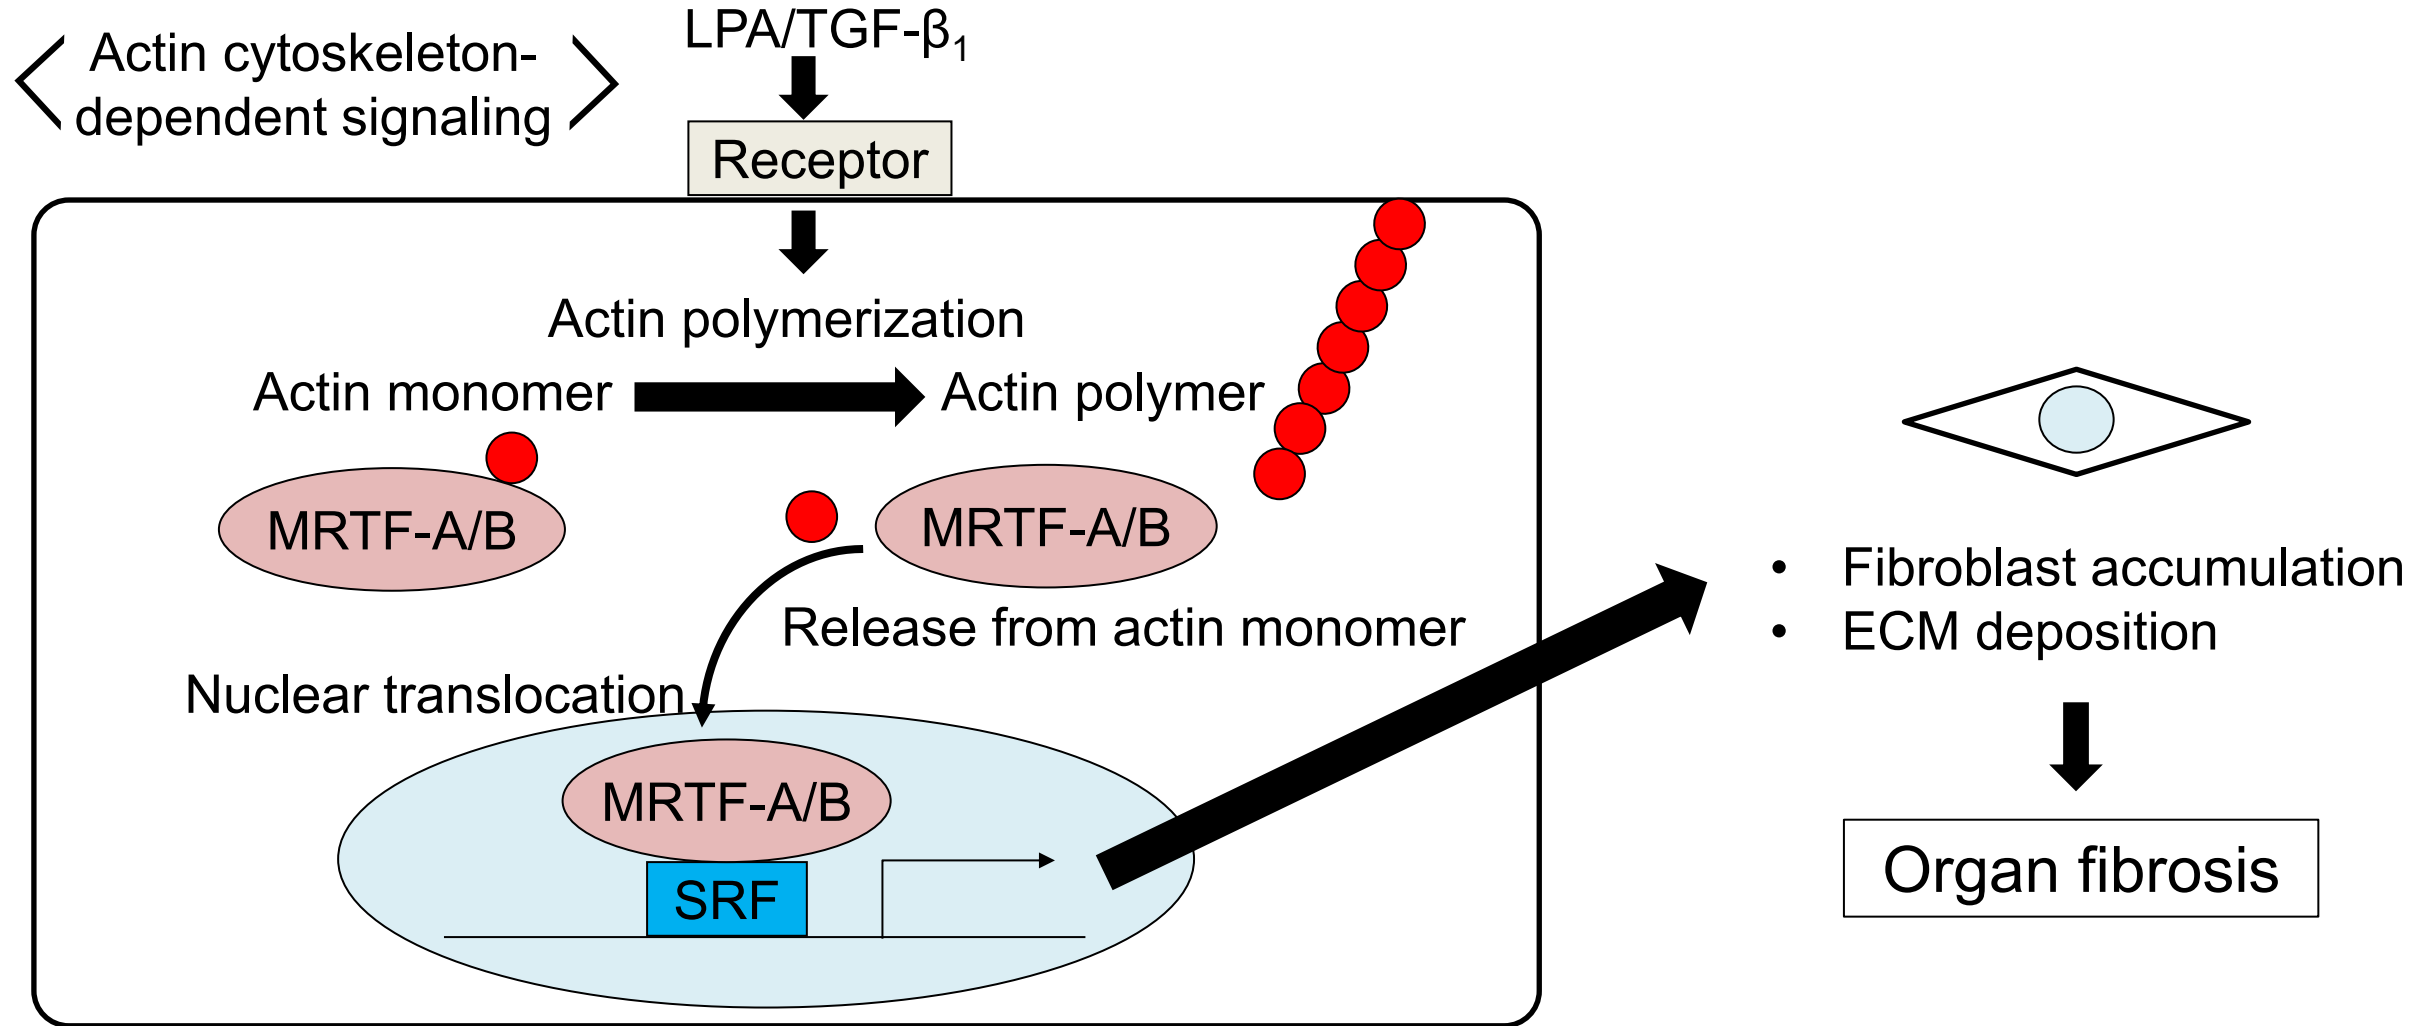 Actin cytoskeleton-
dependent signaling
LPA/TGF-β₁
Receptor
Actin polymerization
Actin monomer
Actin polymer
MRTF-A/B
MRTF-A/B
Release from actin monomer
Nuclear translocation
MRTF-A/B
SRF
• Fibroblast accumulation
• ECM deposition
Organ fibrosis